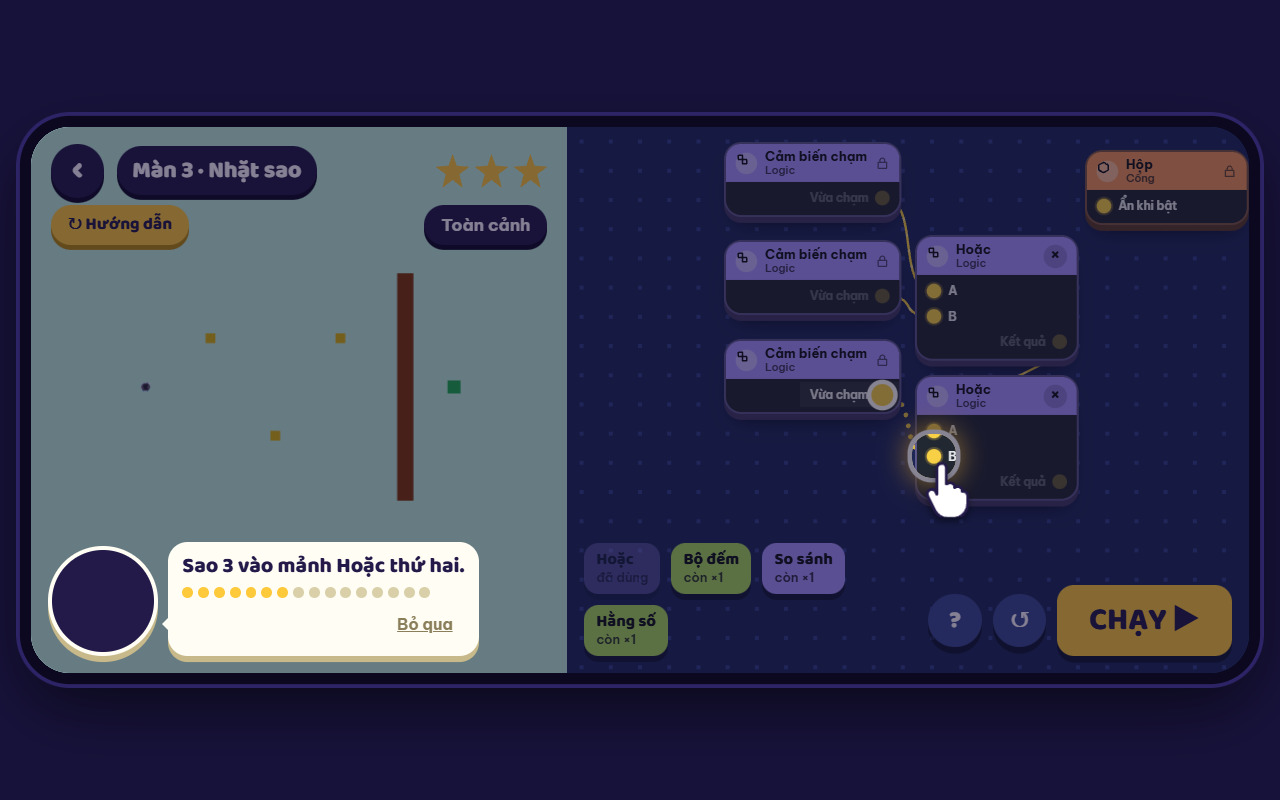 Màn 3 • Nhặt sao
↻ Hướng dẫn
Toàn cảnh
Sao 3 vào mảnh Hoặc thứ hai.
Bỏ qua
Cảm biến chạm
Logic
Vừa chạm
Cảm biến chạm
Logic
Vừa chạm
Cảm biến chạm
Logic
Vừa chạm
Hoặc
Logic
A
B
Kết quả
Hoặc
Logic
A
B
Kết quả
Hộp
Cổng
Ẩn khi bật
Hoặc
đã dùng
Bộ đếm
còn ×1
So sánh
còn ×1
Hằng số
còn ×1
?
↺
CHẠY ▶